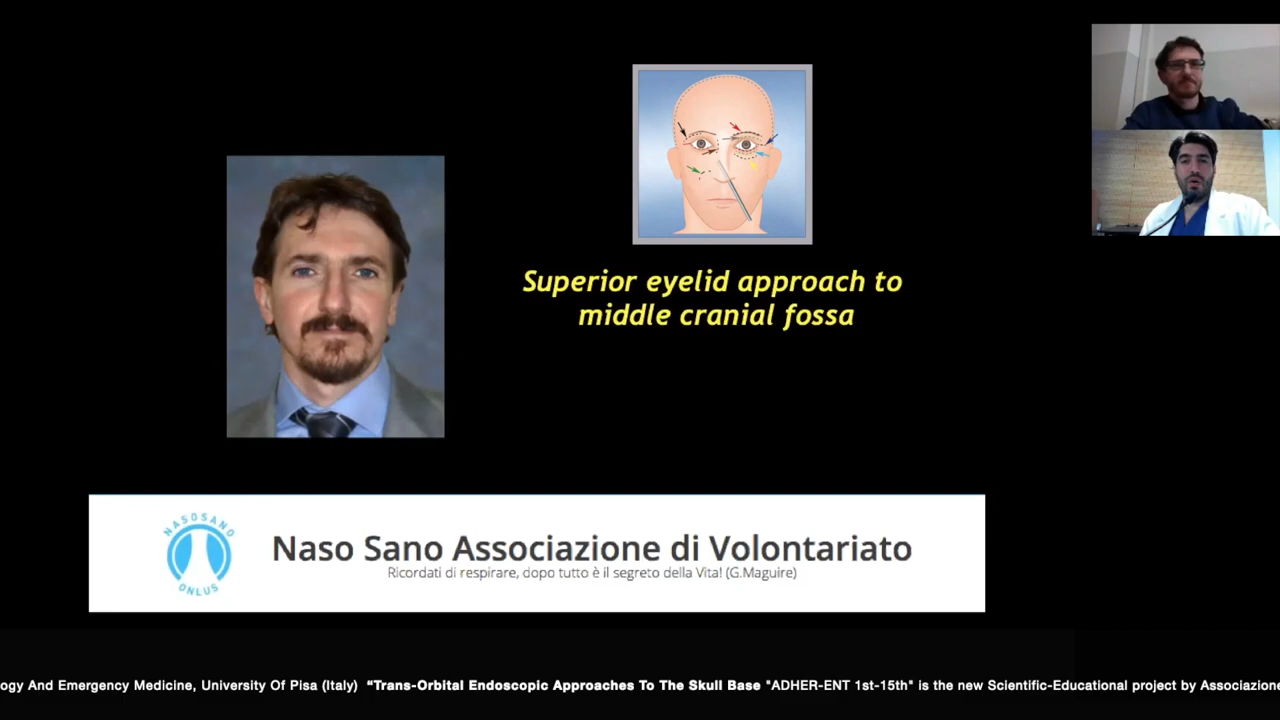 Superior eyelid approach to
middle cranial fossa
NASOSANO
ONLUS
Naso Sano Associazione di Volontariato
Ricordati di respirare, dopo tutto è il segreto della Vita! (G.Maguire)
ogy And Emergency Medicine, University Of Pisa (Italy) “Trans-Orbital Endoscopic Approaches To The Skull Base "ADHER-ENT 1st-15th" is the new Scientific-Educational project by Associazione